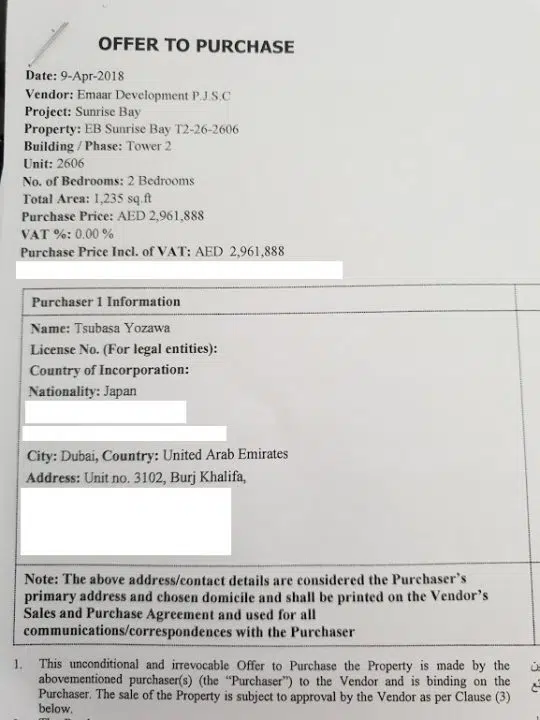 OFFER TO PURCHASE
Date: 9-Apr-2018
Vendor: Emaar Development P.J.S.C
Project: Sunrise Bay
Property: EB Sunrise Bay T2-26-2606
Building / Phase: Tower 2
Unit: 2606
No. of Bedrooms: 2 Bedrooms
Total Area: 1,235 sq.ft
Purchase Price: AED 2,961,888
VAT %: 0.00 %
Purchase Price Incl. of VAT: AED 2,961,888
Purchaser 1 Information
Name: Tsubasa Yozawa
License No. (For legal entities):
Country of Incorporation:
Nationality: Japan
City: Dubai, Country: United Arab Emirates
Address: Unit no. 3102, Burj Khalifa,
Note: The above address/contact details are considered the Purchaser's
primary address and chosen domicile and shall be printed on the Vendor's
Sales and Purchase Agreement and used for all
communications/correspondences with the Purchaser
1. This unconditional and irrevocable Offer to Purchase the Property is made by the
abovementioned purchaser(s) (the "Purchaser") to the Vendor and is binding on the
Purchaser. The sale of the Property is subject to approval by the Vendor as per Clause (3)
below.